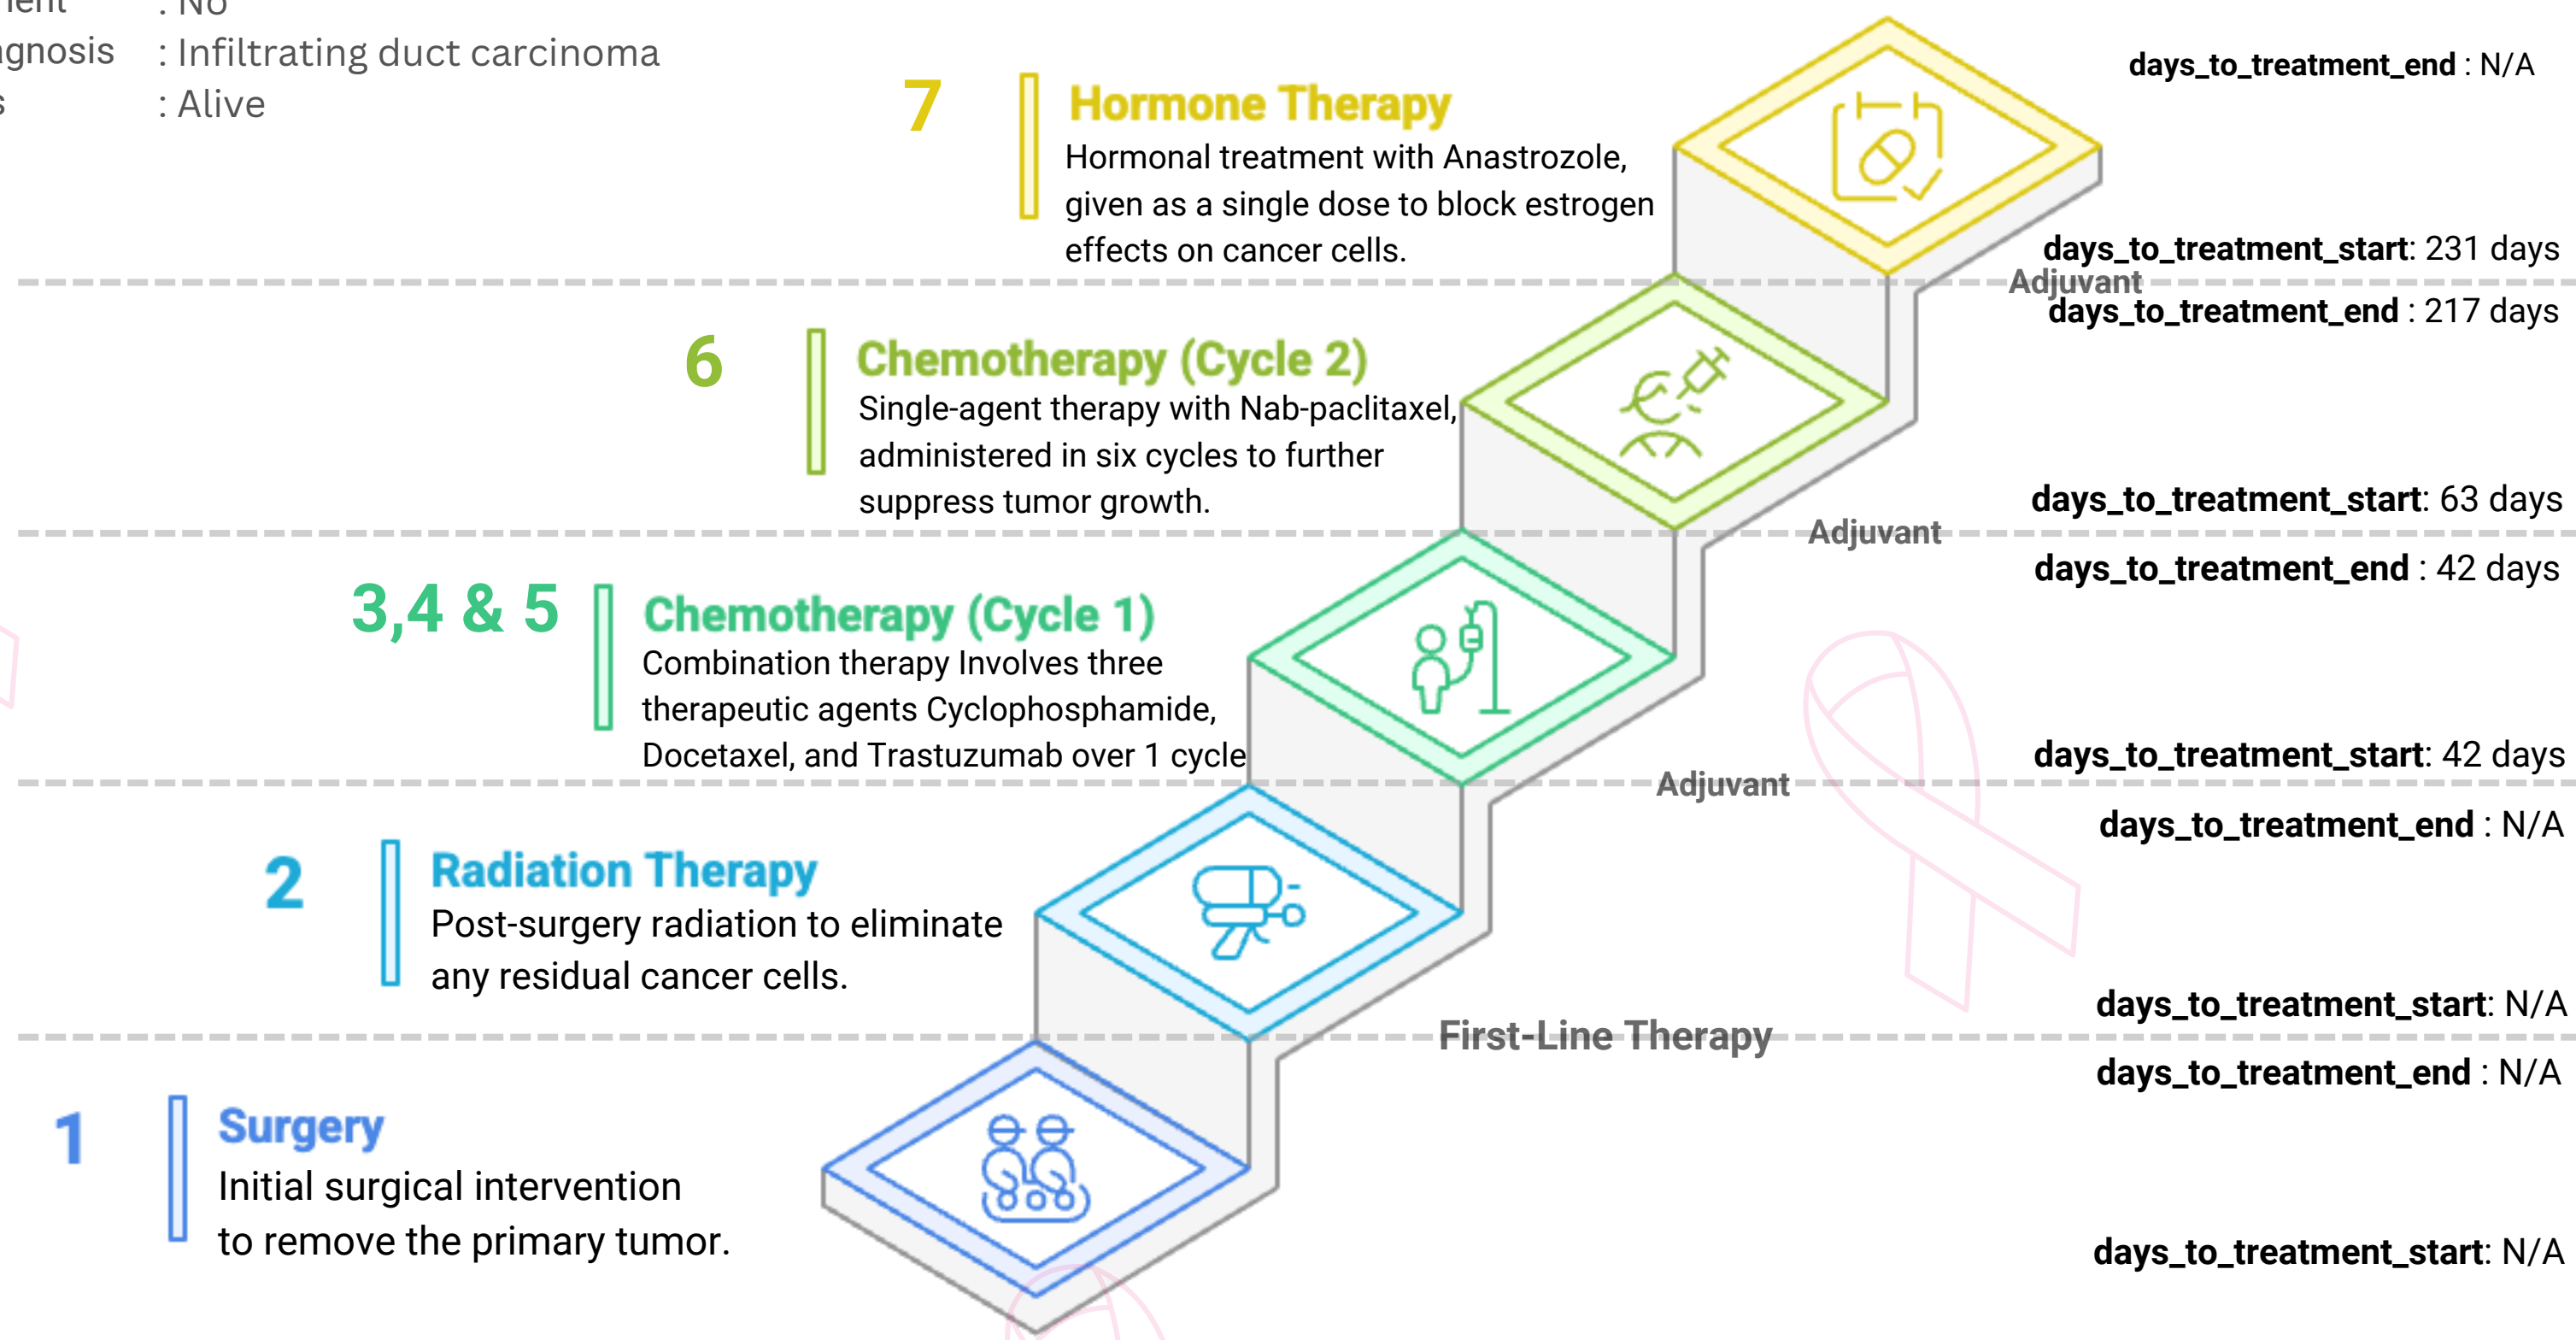 : No
: Infiltrating duct carcinoma
: Alive
7
Hormone Therapy
Hormonal treatment with Anastrozole,
given as a single dose to block estrogen
effects on cancer cells.
days_to_treatment_end : N/A
days_to_treatment_start: 231 days
Adjuvant
days_to_treatment_end : 217 days
6
Chemotherapy (Cycle 2)
Single-agent therapy with Nab-paclitaxel,
administered in six cycles to further
suppress tumor growth.
days_to_treatment_start: 63 days
Adjuvant
days_to_treatment_end : 42 days
3,4 & 5
Chemotherapy (Cycle 1)
Combination therapy Involves three
therapeutic agents Cyclophosphamide,
Docetaxel, and Trastuzumab over 1 cycle
days_to_treatment_start: 42 days
Adjuvant
days_to_treatment_end : N/A
2
Radiation Therapy
Post-surgery radiation to eliminate
any residual cancer cells.
days_to_treatment_start: N/A
First-Line Therapy
days_to_treatment_end : N/A
1
Surgery
Initial surgical intervention
to remove the primary tumor.
days_to_treatment_start: N/A